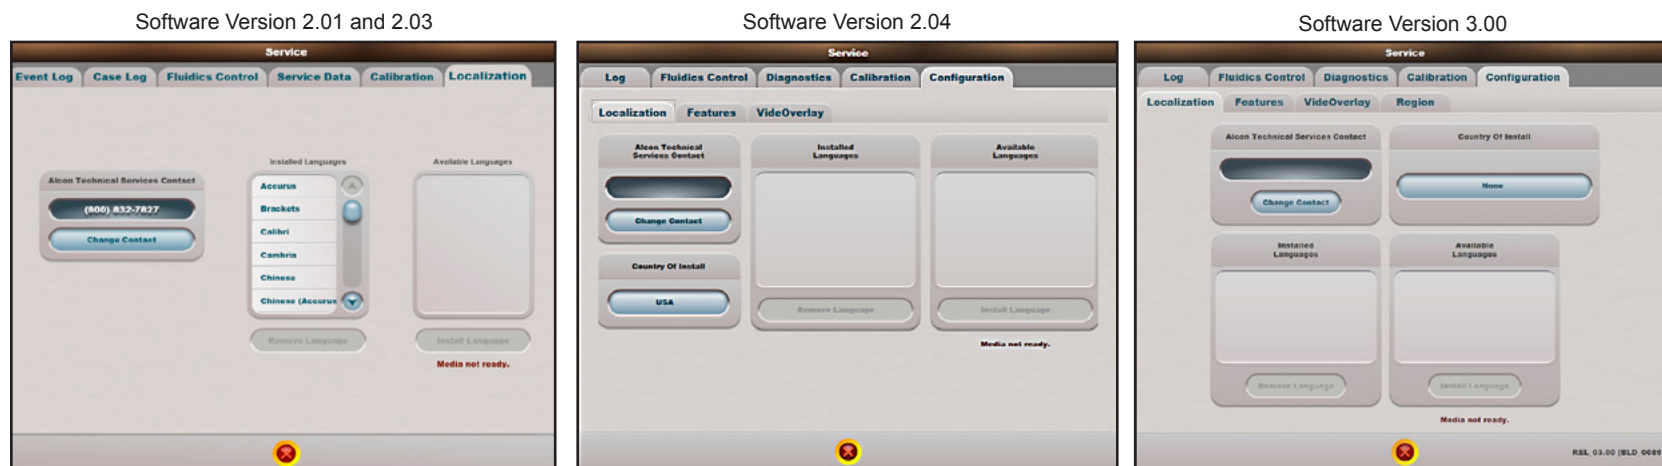 Software Version 2.01 and 2.03
Service
Event Log Case Log Fluidics Control Service Data Calibration Localization
Installed Languages
Available Languages
Alcon Technical Services Contact
(800) 832-7827
Change Contact
Accurus
Brackets
Calibri
Cambria
Chinese
Chinese (Accurus
Remove Language
Install Language
Media not ready.
Software Version 2.04
Service
Log Fluidics Control Diagnostics Calibration Configuration
Localization Features VideOverlay
Alcon Technical
Services Contact
Change Contact
Country Of Install
USA
Installed
Languages
Remove Language
Available
Languages
Install Language
Media not ready.
Software Version 3.00
Service
Log Fluidics Control Diagnostics Calibration Configuration
Localization Features VideOverlay Region
Alcon Technical Services Contact
Change Contact
Country Of Install
None
Installed
Languages
Remove Language
Available
Languages
Install Language
Media not ready.
REL_03.00 (BLD_0089